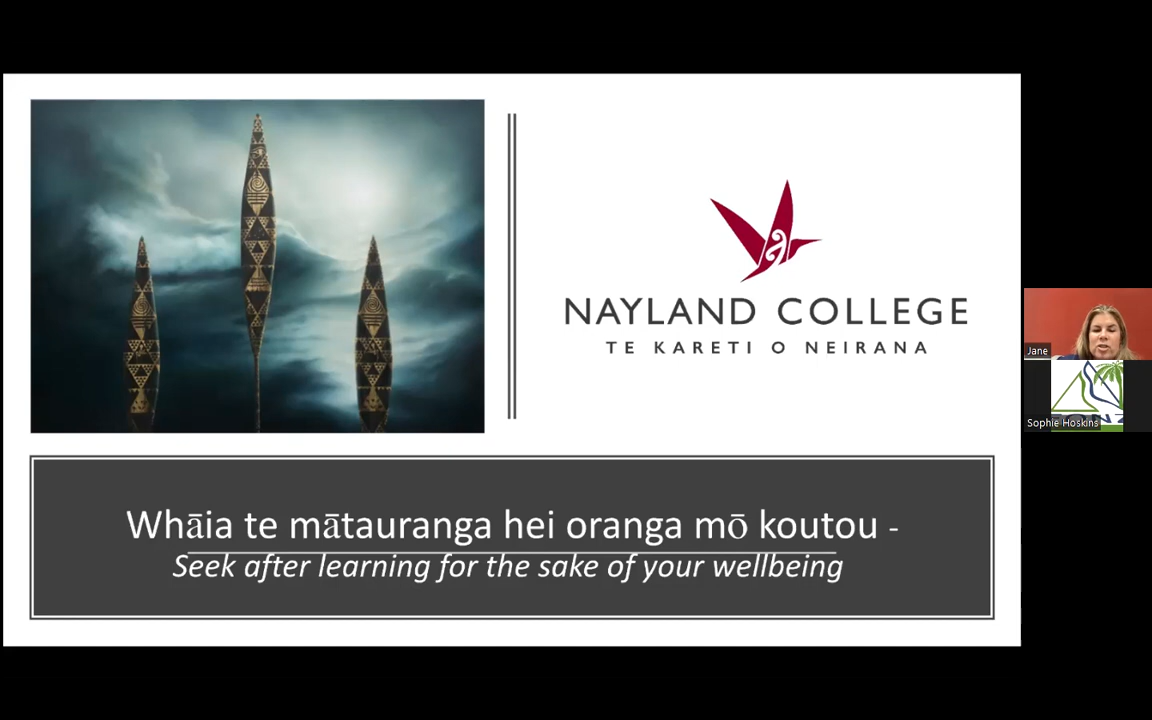 NAYLAND COLLEGE
TE KARETI O NEIRANA
Whāia te mātauranga hei oranga mō koutou -
Seek after learning for the sake of your wellbeing
Jane
Sophie Hoskins